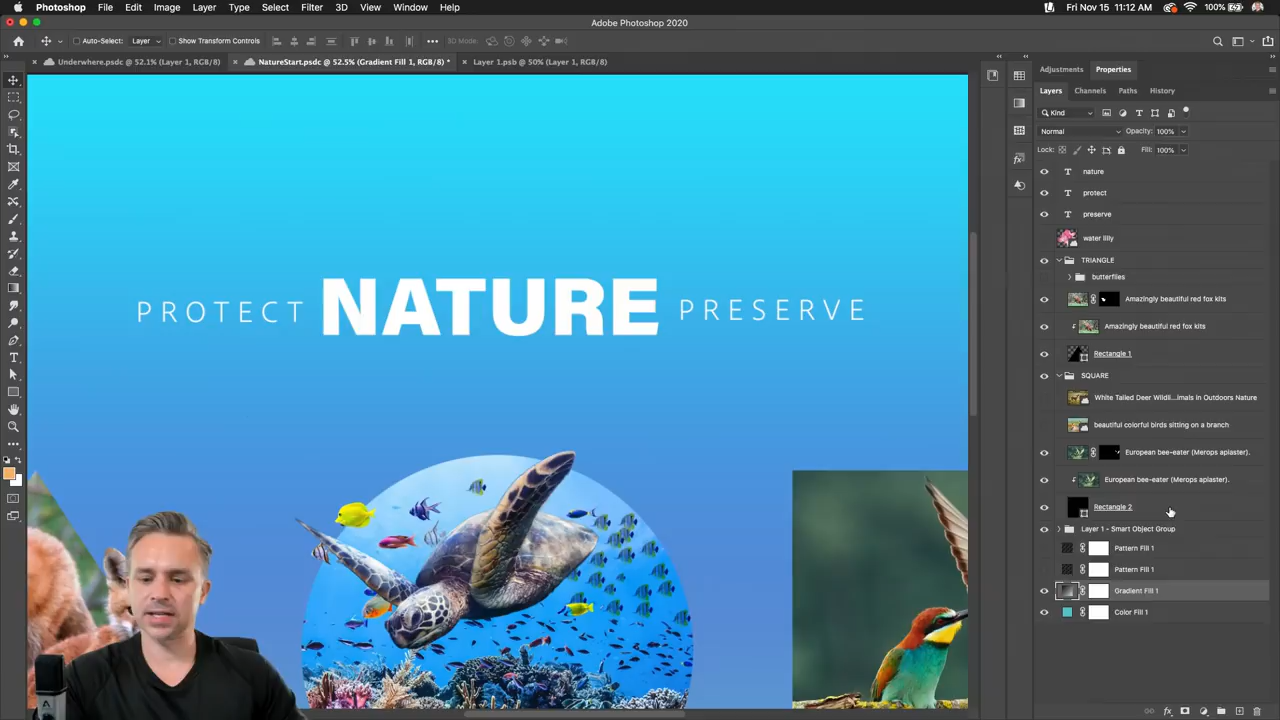 Photoshop File Edit Image Layer Type Select Filter 3D View Window Help Fri Nov 15 11:12 AM 100%
Adobe Photoshop 2020
Auto-Select: Layer Show Transform Controls 3D Mode:
Underwhere.psdc @ 52.1% (Layer 1, RGB/8) NatureStart.psdc @ 52.5% (Gradient Fill 1, RGB/8) * Layer 1.psb @ 50% (Layer 1, RGB/8)
Adjustments Properties
Layers Channels Paths History
Kind
Normal Opacity: 100%
Lock: Fill: 100%
nature
protect
preserve
water lilly
TRIANGLE
butterflies
Amazingly beautiful red fox kits
Amazingly beautiful red fox kits
Rectangle 1
SQUARE
White Tailed Deer Wildli...imals in Outdoors Nature
beautiful colorful birds sitting on a branch
European bee-eater (Merops apiaster).
European bee-eater (Merops apiaster).
Rectangle 2
Layer 1 - Smart Object Group
Pattern Fill 1
Pattern Fill 1
Gradient Fill 1
Color Fill 1
PROTECT NATURE PRESERVE